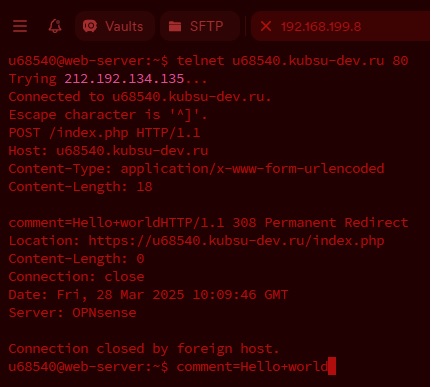 Vaults
SFTP
192.168.199.8
u68540@web-server:~$ telnet u68540.kubsu-dev.ru 80
Trying 212.192.134.135...
Connected to u68540.kubsu-dev.ru.
Escape character is '^]'.
POST /index.php HTTP/1.1
Host: u68540.kubsu-dev.ru
Content-Type: application/x-www-form-urlencoded
Content-Length: 18

comment=Hello+worldHTTP/1.1 308 Permanent Redirect
Location: https://u68540.kubsu-dev.ru/index.php
Content-Length: 0
Connection: close
Date: Fri, 28 Mar 2025 10:09:46 GMT
Server: OPNsense

Connection closed by foreign host.
u68540@web-server:~$ comment=Hello+world